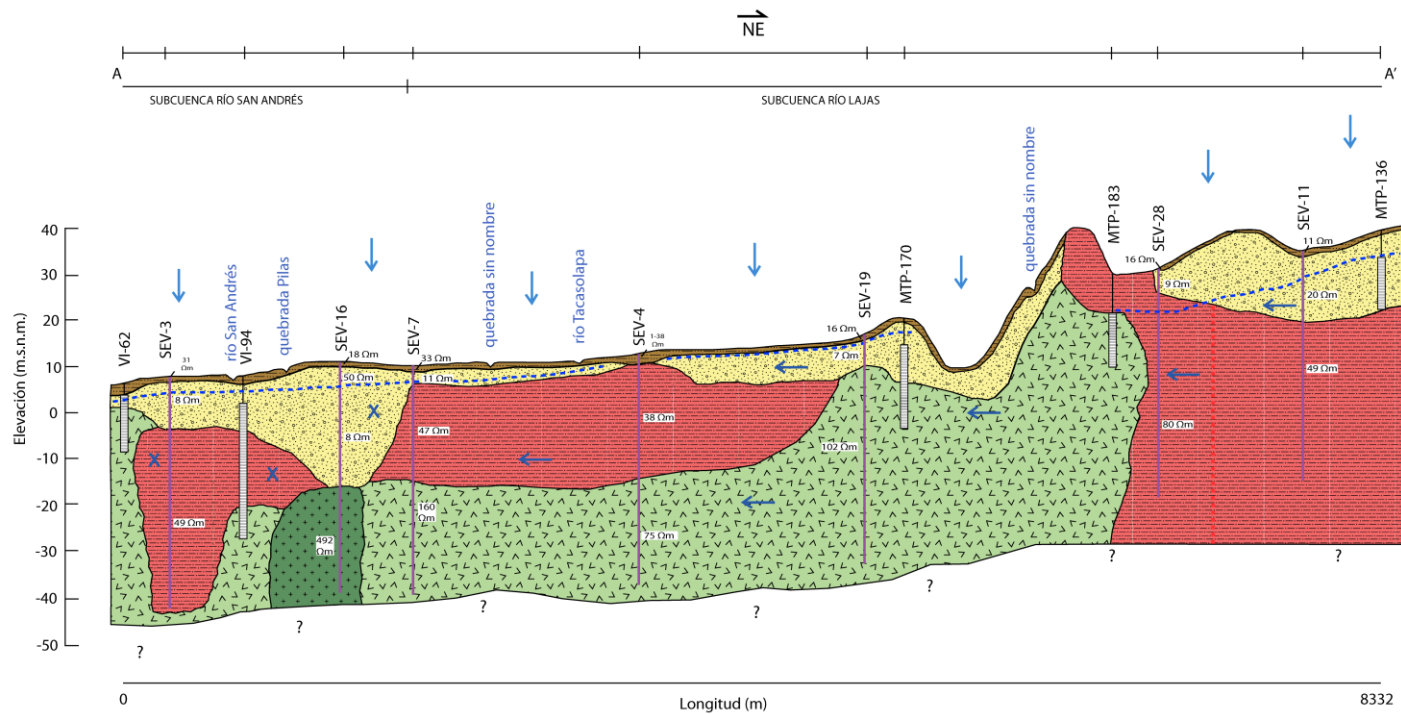 NE
A
A'
SUBCUENCA RÍO SAN ANDRÉS
SUBCUENCA RÍO LAJAS
Elevación (m.s.n.m.)
40
30
20
10
0
-10
-20
-30
-40
-50
VI-62
SEV-3
río San Andrés
VI-94
quebrada Pilas
SEV-16
SEV-7
quebrada sin nombre
río Tacasolapa
SEV-4
SEV-19
MTP-170
quebrada sin nombre
MTP-183
SEV-28
SEV-11
MTP-136
31
Ωm
8 Ωm
49 Ωm
18 Ωm
50 Ωm
8 Ωm
492
Ωm
33 Ωm
11 Ωm
47 Ωm
160
Ωm
1-38
Ωm
38 Ωm
75 Ωm
16 Ωm
7 Ωm
102 Ωm
16 Ωm
9 Ωm
80 Ωm
11 Ωm
20 Ωm
49 Ωm
X
X
X
?
?
?
?
?
?
?
0
Longitud (m)
8332